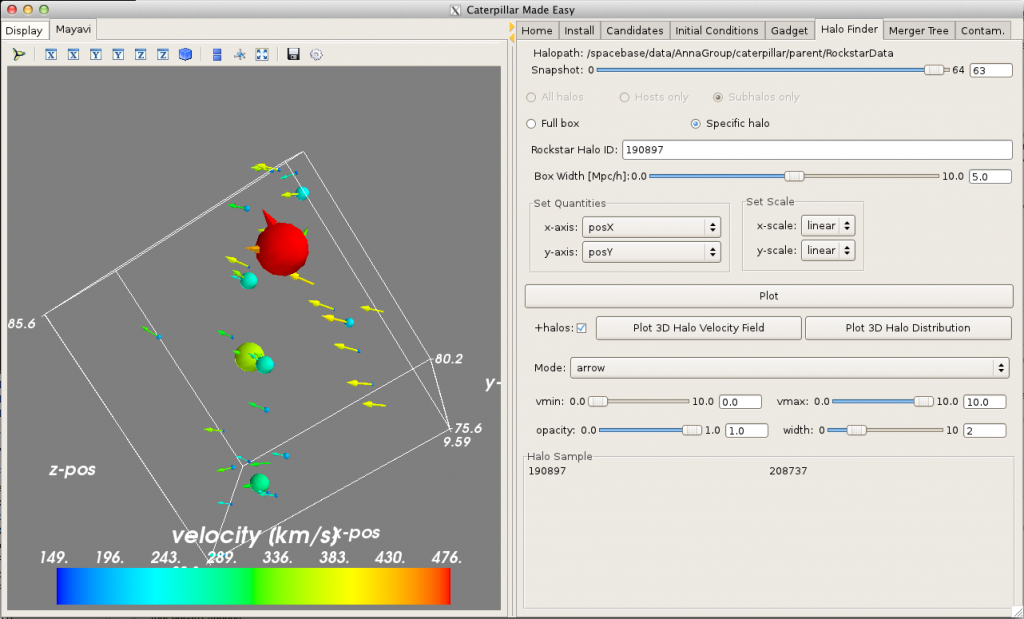 Caterpillar Made Easy
Display Mayavi
Home Install Candidates Initial Conditions Gadget Halo Finder Merger Tree Contam.
X X Y Y Z Z
Halopath: /spacebase/data/AnnaGroup/caterpillar/parent/RockstarData
Snapshot: 0 64 63
All halos Hosts only Subhalos only
Full box Specific halo
Rockstar Halo ID: 190897
Box Width [Mpc/h]: 0.0 10.0 5.0
Set Quantities Set Scale
x-axis: posX x-scale: linear
y-axis: posY y-scale: linear
Plot
+halos: Plot 3D Halo Velocity Field Plot 3D Halo Distribution
Mode: arrow
vmin: 0.0 10.0 0.0 vmax: 0.0 10.0 10.0
opacity: 0.0 1.0 1.0 width: 0 10 2
Halo Sample
190897 208737
85.6
80.2
y-
75.6
9.59
z-pos
velocity (km/s) x-pos
149. 196. 243. 289. 336. 383. 430. 476.